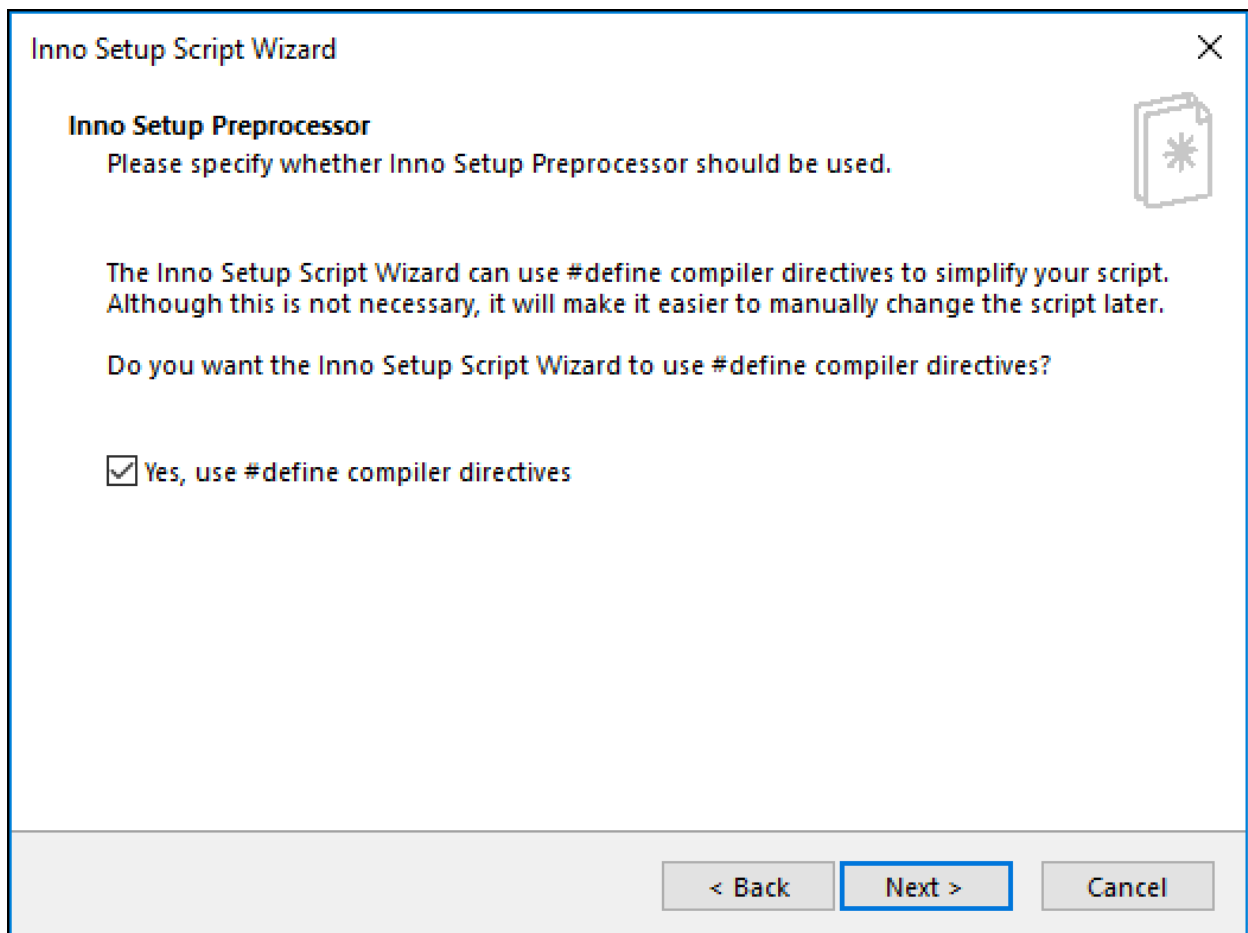 Inno Setup Script Wizard
Inno Setup Preprocessor
Please specify whether Inno Setup Preprocessor should be used.
The Inno Setup Script Wizard can use #define compiler directives to simplify your script.
Although this is not necessary, it will make it easier to manually change the script later.
Do you want the Inno Setup Script Wizard to use #define compiler directives?
Yes, use #define compiler directives
< Back Next > Cancel